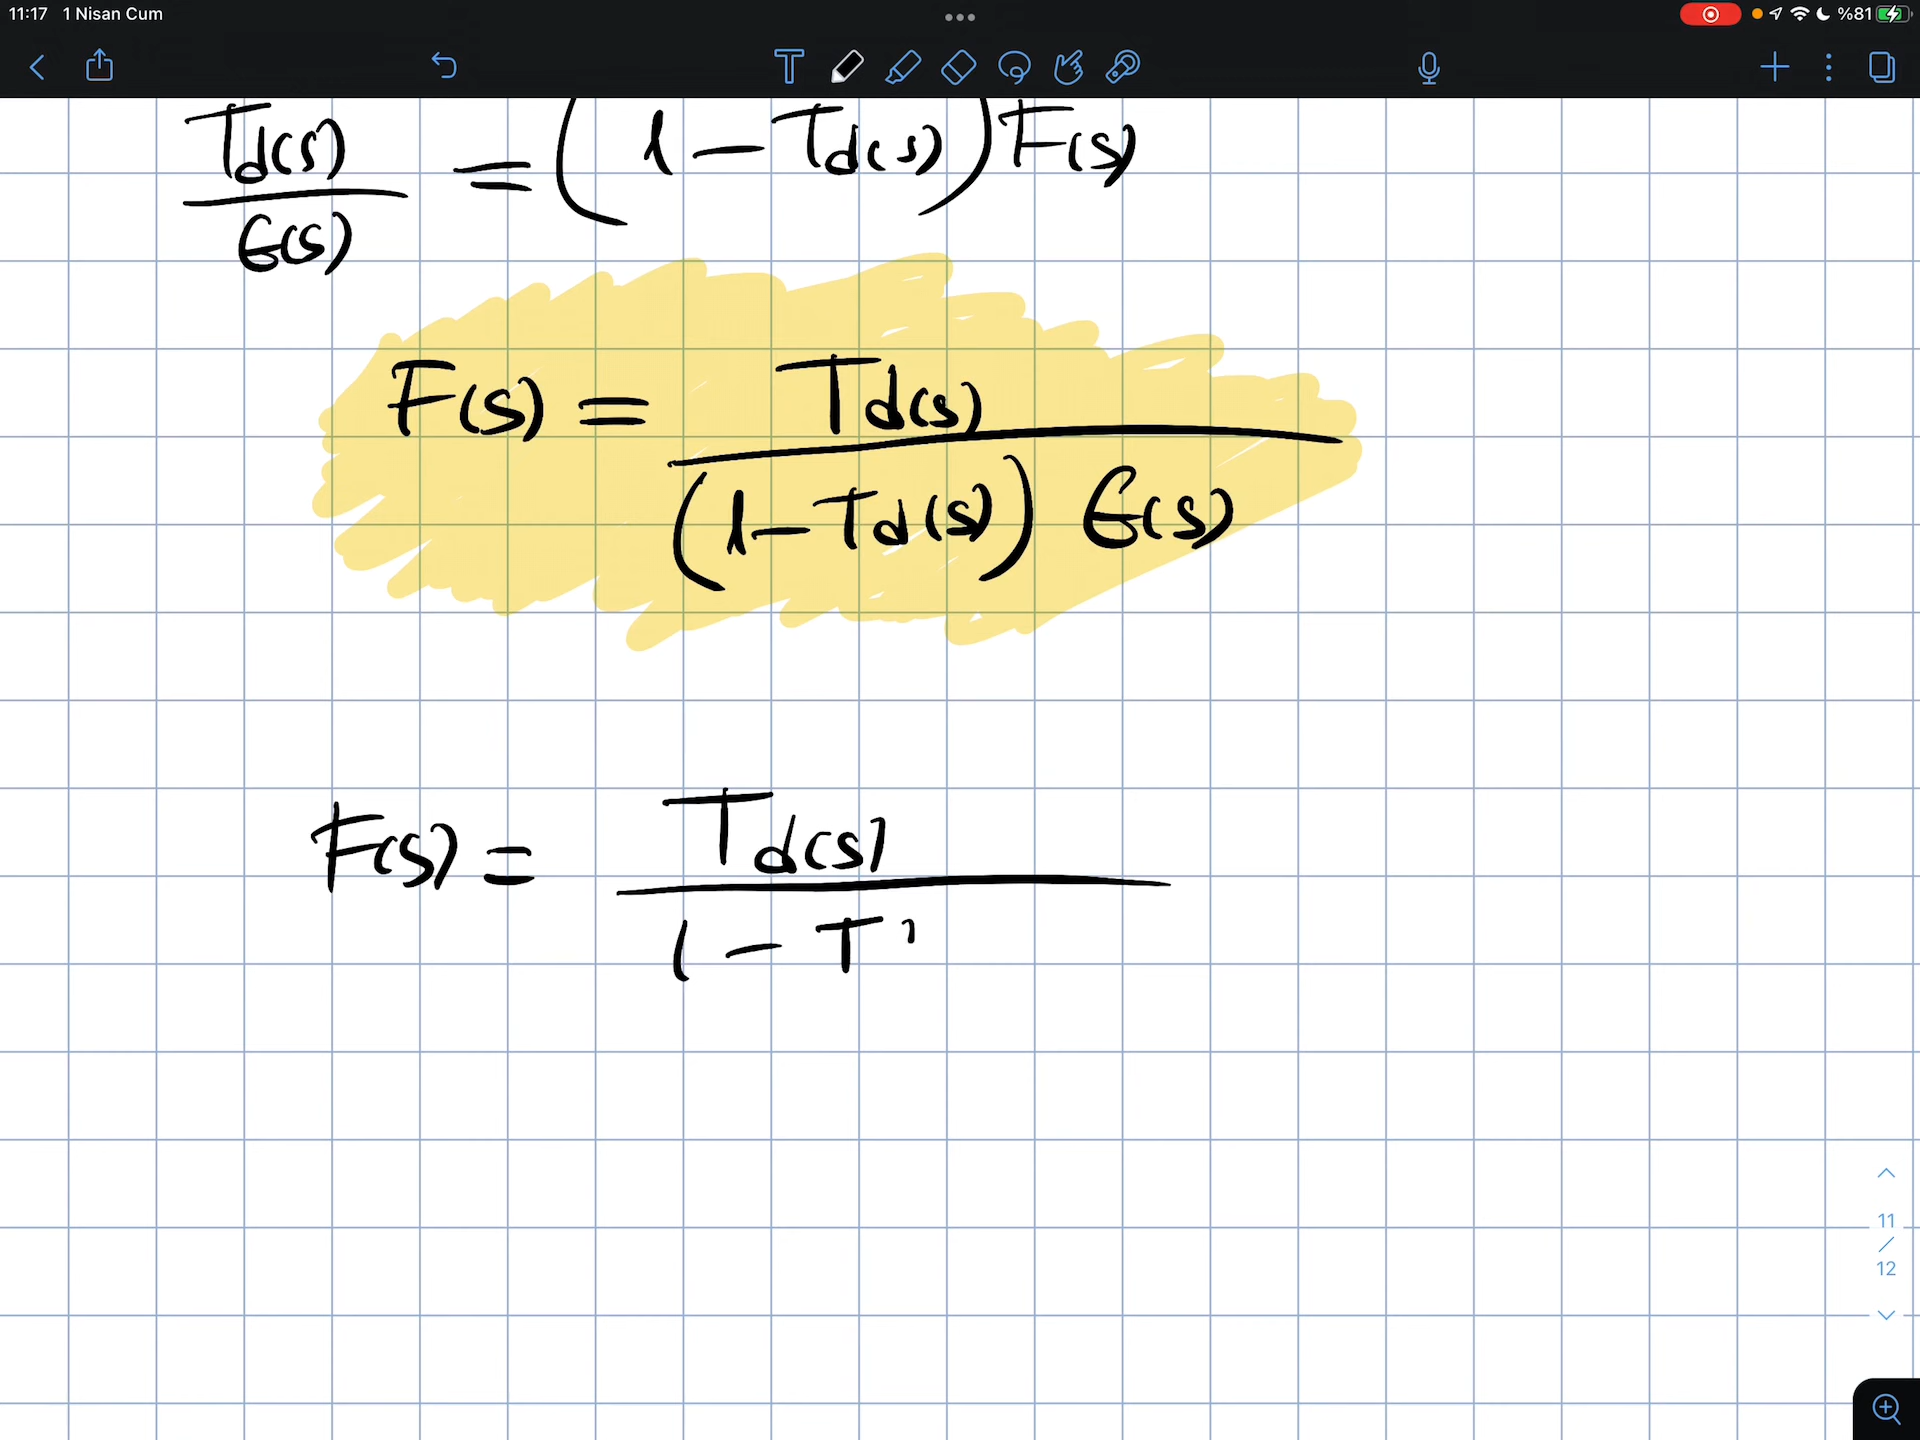 11:17 1 Nisan Cum %81
T
Td(s) / G(s) = (1 - Td(s)) F(s)
F(s) = Td(s) / (1 - Td(s)) G(s)
F(s) = Td(s) / 1 - T
11
/
12